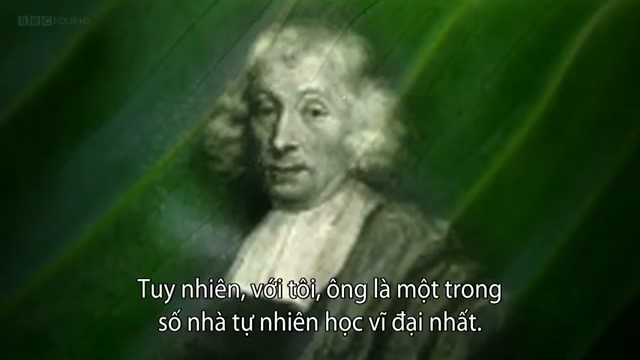 BBC FOUR HD
Tuy nhiên, với tôi, ông là một trong
số nhà tự nhiên học vĩ đại nhất.